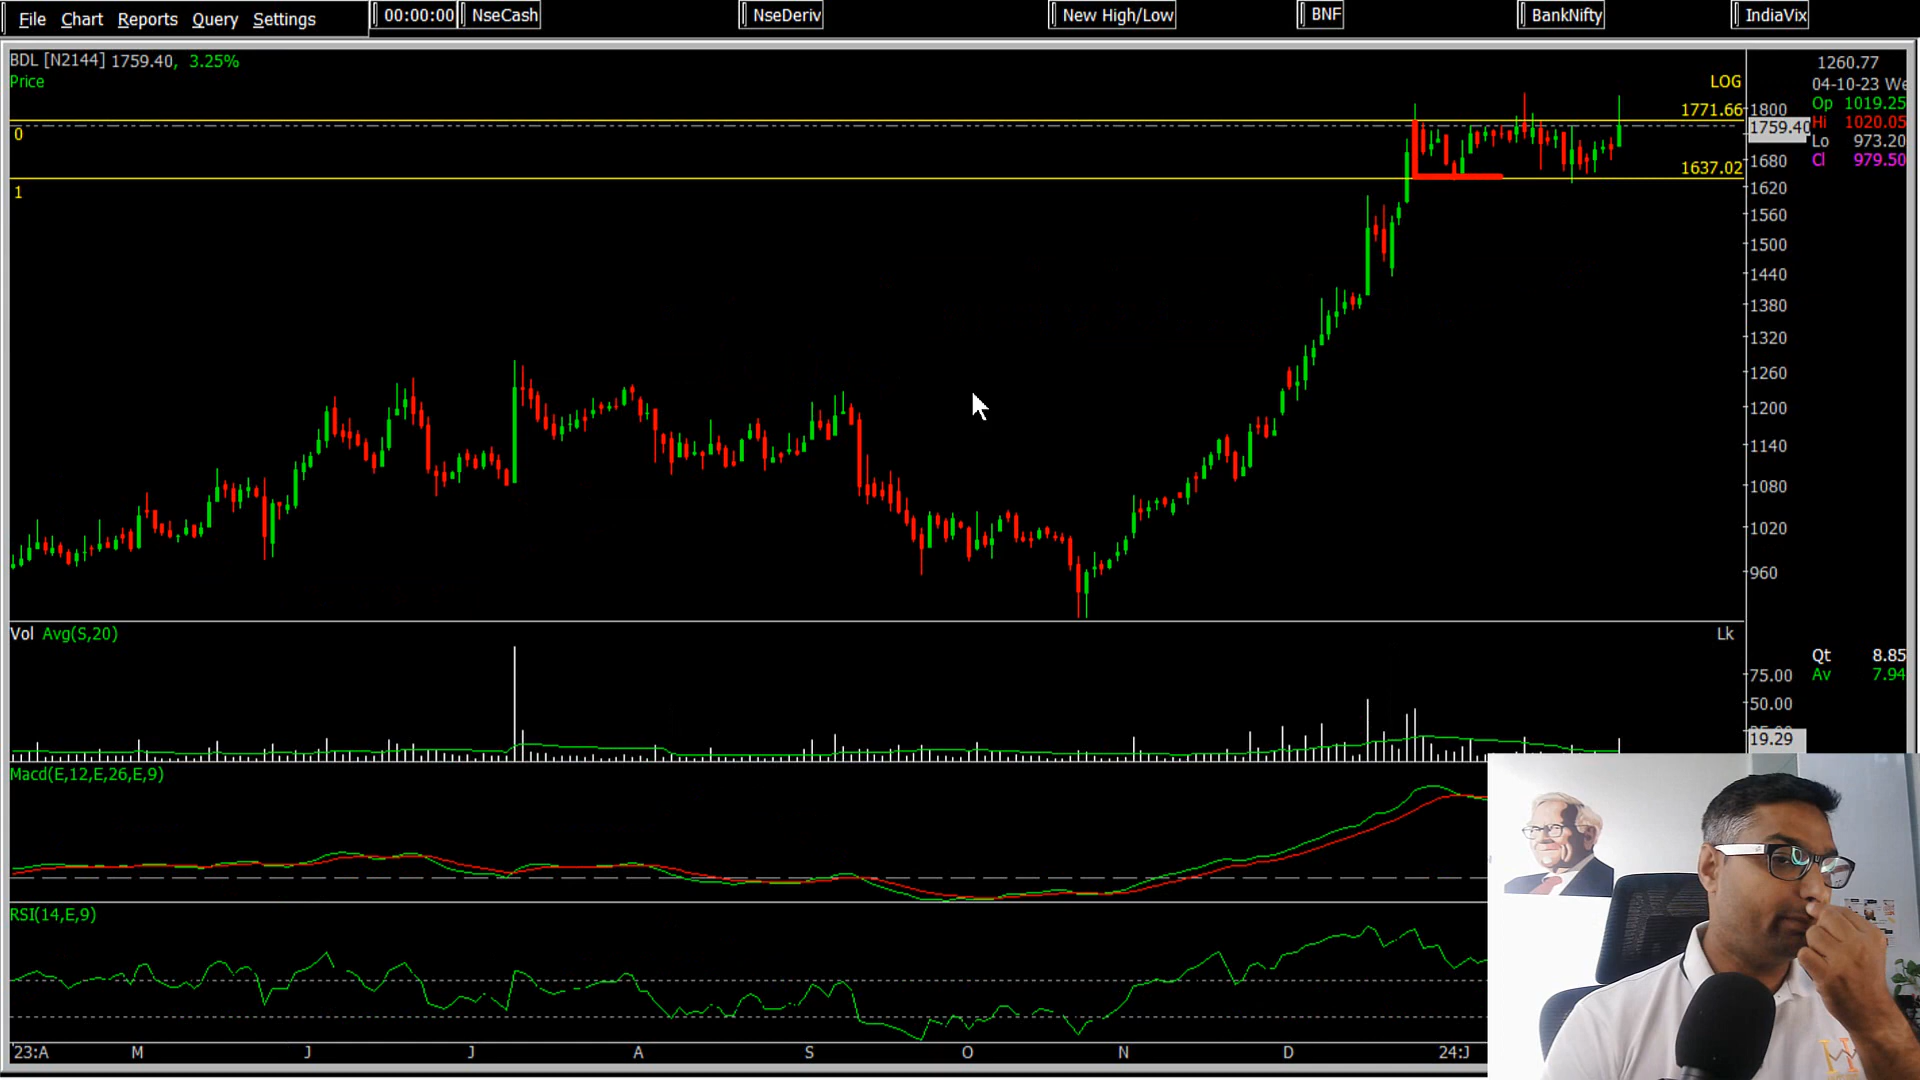 File Chart Reports Query Settings 00:00:00 NseCash NseDeriv New High/Low BNF BankNifty IndiaVix
BDL [N2144] 1759.40, 3.25%
Price
LOG
1260.77
04-10-23 We
Op 1019.25
Hi 1020.05
Lo 973.20
Cl 979.50
1771.66
0
1637.02
1
1800
1759.40
1680
1620
1560
1500
1440
1380
1320
1260
1200
1140
1080
1020
960
Vol Avg(S,20)
Lk
Qt 8.85
Av 7.94
75.00
50.00
19.29
Macd(E,12,E,26,E,9)
RSI(14,E,9)
'23:A M J J A S O N D 24:J